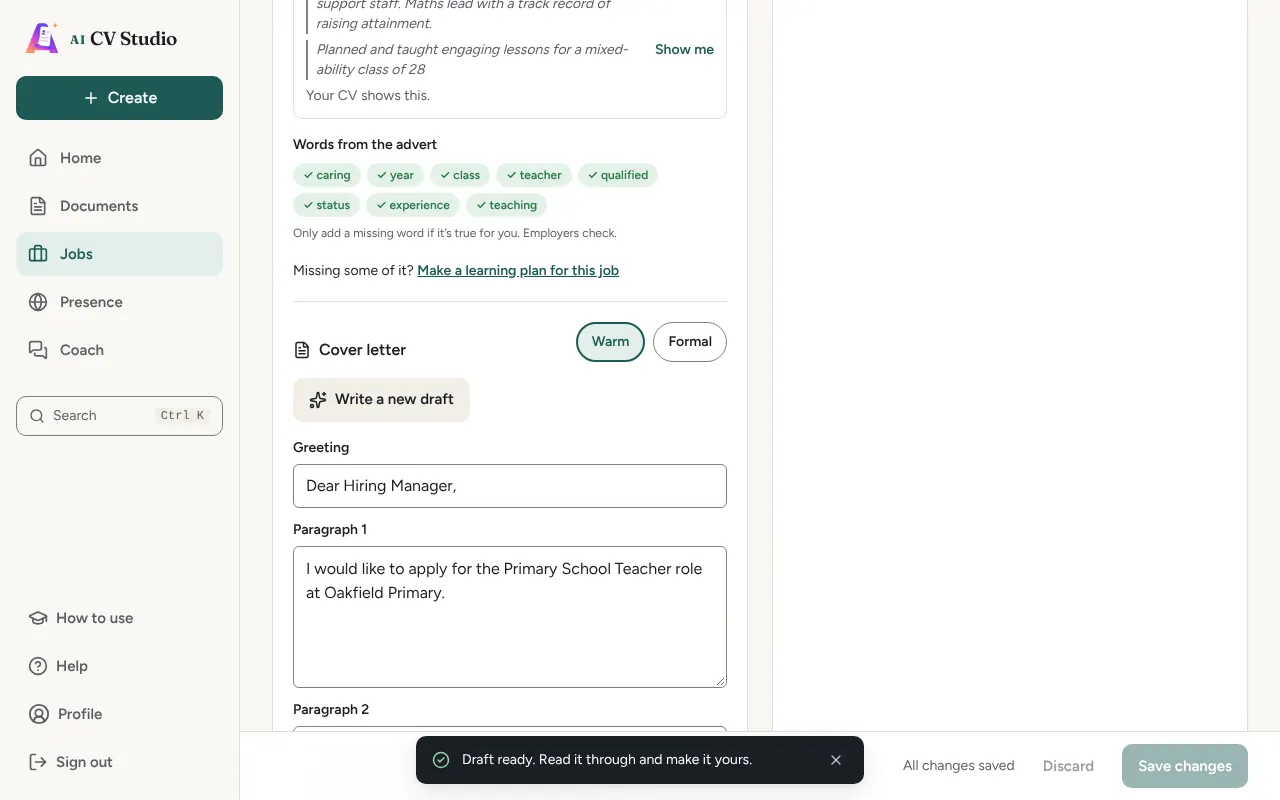 AI CV Studio
Create
Home
Documents
Jobs
Presence
Coach
Search Ctrl K
How to use
Help
Profile
Sign out
support staff. Maths lead with a track record of
raising attainment.
Planned and taught engaging lessons for a mixed-
ability class of 28
Show me
Your CV shows this.
Words from the advert
✓ caring ✓ year ✓ class ✓ teacher ✓ qualified
✓ status ✓ experience ✓ teaching
Only add a missing word if it's true for you. Employers check.
Missing some of it? Make a learning plan for this job
Cover letter
Warm Formal
Write a new draft
Greeting
Dear Hiring Manager,
Paragraph 1
I would like to apply for the Primary School Teacher role
at Oakfield Primary.
Paragraph 2
Draft ready. Read it through and make it yours.
All changes saved
Discard
Save changes